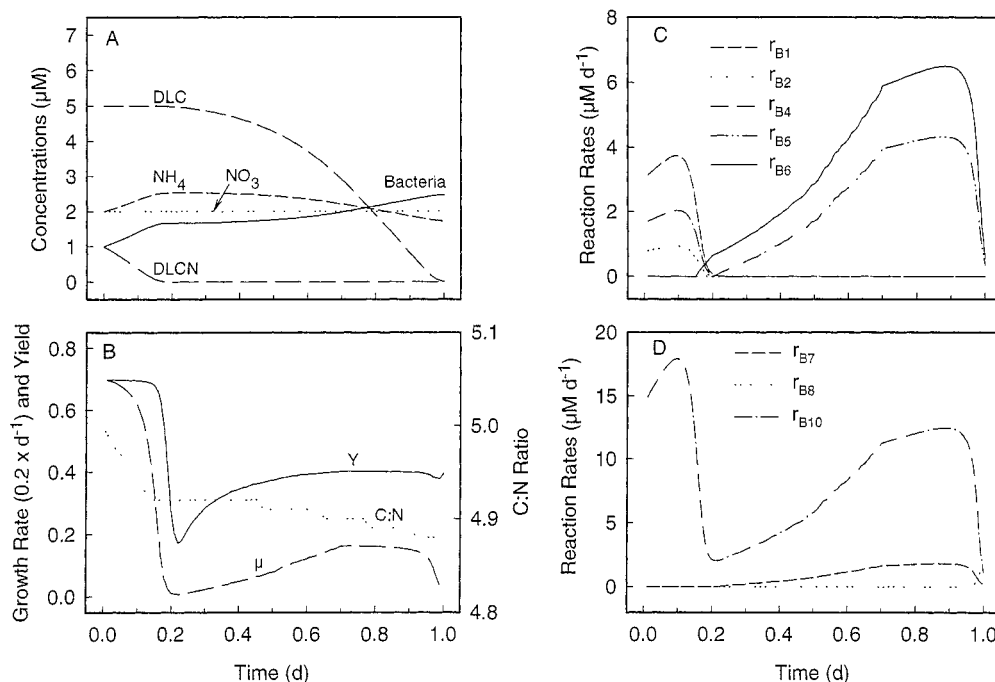 A
7
6
5
4
3
2
1
0
Concentrations (µM)
DLC
NH4
NO3
Bacteria
DLCN
B
0.8
0.6
0.4
0.2
0.0
Growth Rate (0.2 x d-1) and Yield
Y
C:N
µ
5.1
5.0
4.9
4.8
C:N Ratio
0.0 0.2 0.4 0.6 0.8 1.0
Time (d)
C
8
6
4
2
0
Reaction Rates (µM d-1)
rB1
rB2
rB4
rB5
rB6
D
20
15
10
5
0
Reaction Rates (µM d-1)
rB7
rB8
rB10
0.0 0.2 0.4 0.6 0.8 1.0
Time (d)